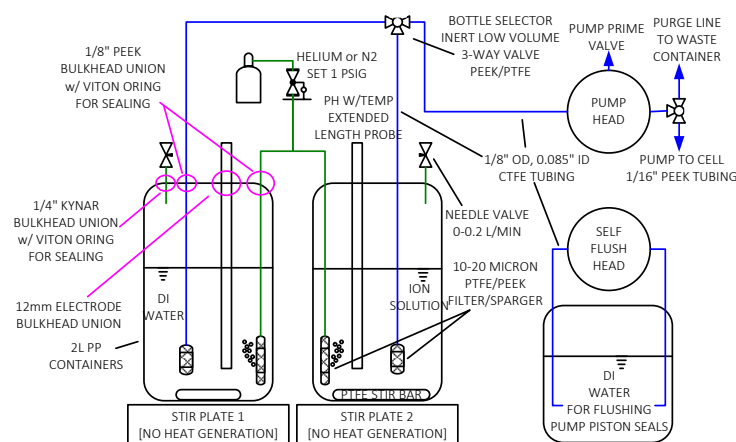 1/8" PEEK
BULKHEAD UNION
w/ VITON ORING
FOR SEALING
HELIUM or N2
SET 1 PSIG
BOTTLE SELECTOR
INERT LOW VOLUME
3-WAY VALVE
PEEK/PTFE
PUMP PRIME
VALVE
PURGE LINE
TO WASTE
CONTAINER
PH W/TEMP
EXTENDED
LENGTH PROBE
PUMP
HEAD
1/8" OD, 0.085" ID
CTFE TUBING
PUMP TO CELL
1/16" PEEK TUBING
1/4" KYNAR
BULKHEAD UNION
w/ VITON ORING
FOR SEALING
NEEDLE VALVE
0-0.2 L/MIN
SELF
FLUSH
HEAD
12mm ELECTRODE
BULKHEAD UNION
DI
WATER
ION
SOLUTION
10-20 MICRON
PTFE/PEEK
FILTER/SPARGER
2L PP
CONTAINERS
DI
WATER
FOR FLUSHING
PUMP PISTON SEALS
PTFE STIR BAR
STIR PLATE 1
[NO HEAT GENERATION]
STIR PLATE 2
[NO HEAT GENERATION]